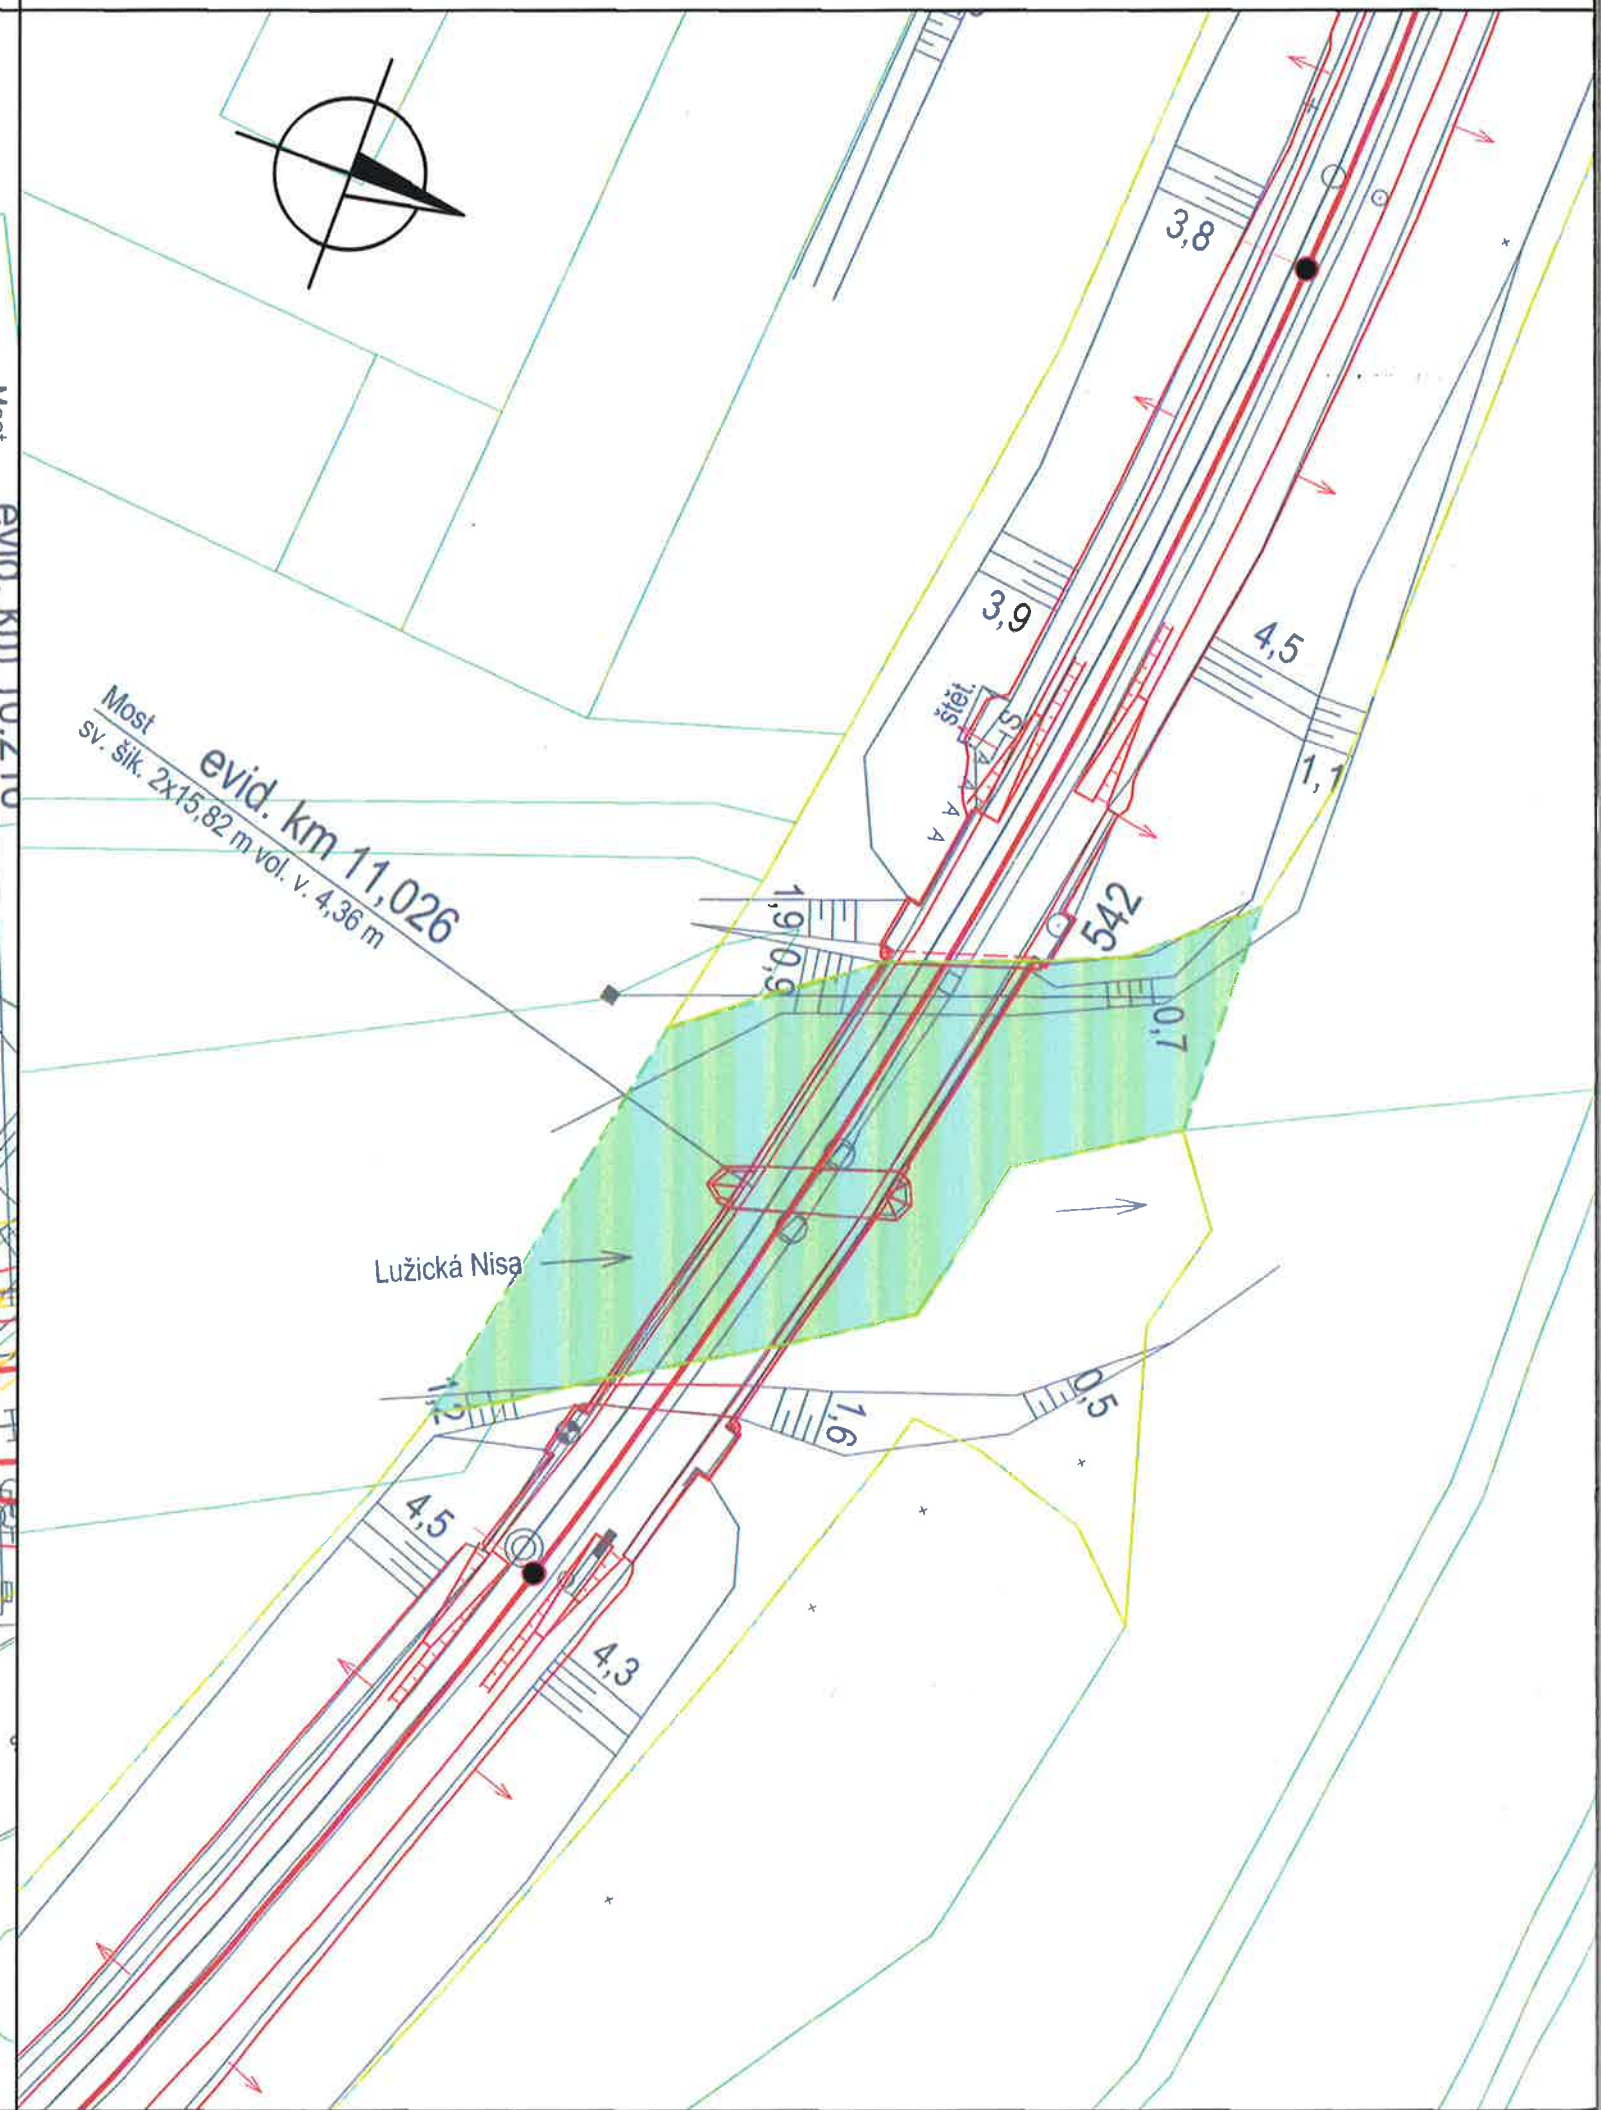 3,8
3,9
4,5
štět.
S
1,1
Most evid. km 11,026
sv. šik. 2x15,82 m vol. v. 4,36 m
1,9
542
0,9
0,7
Lužická Nisa
1,2
1,6
0,5
4,5
4,3